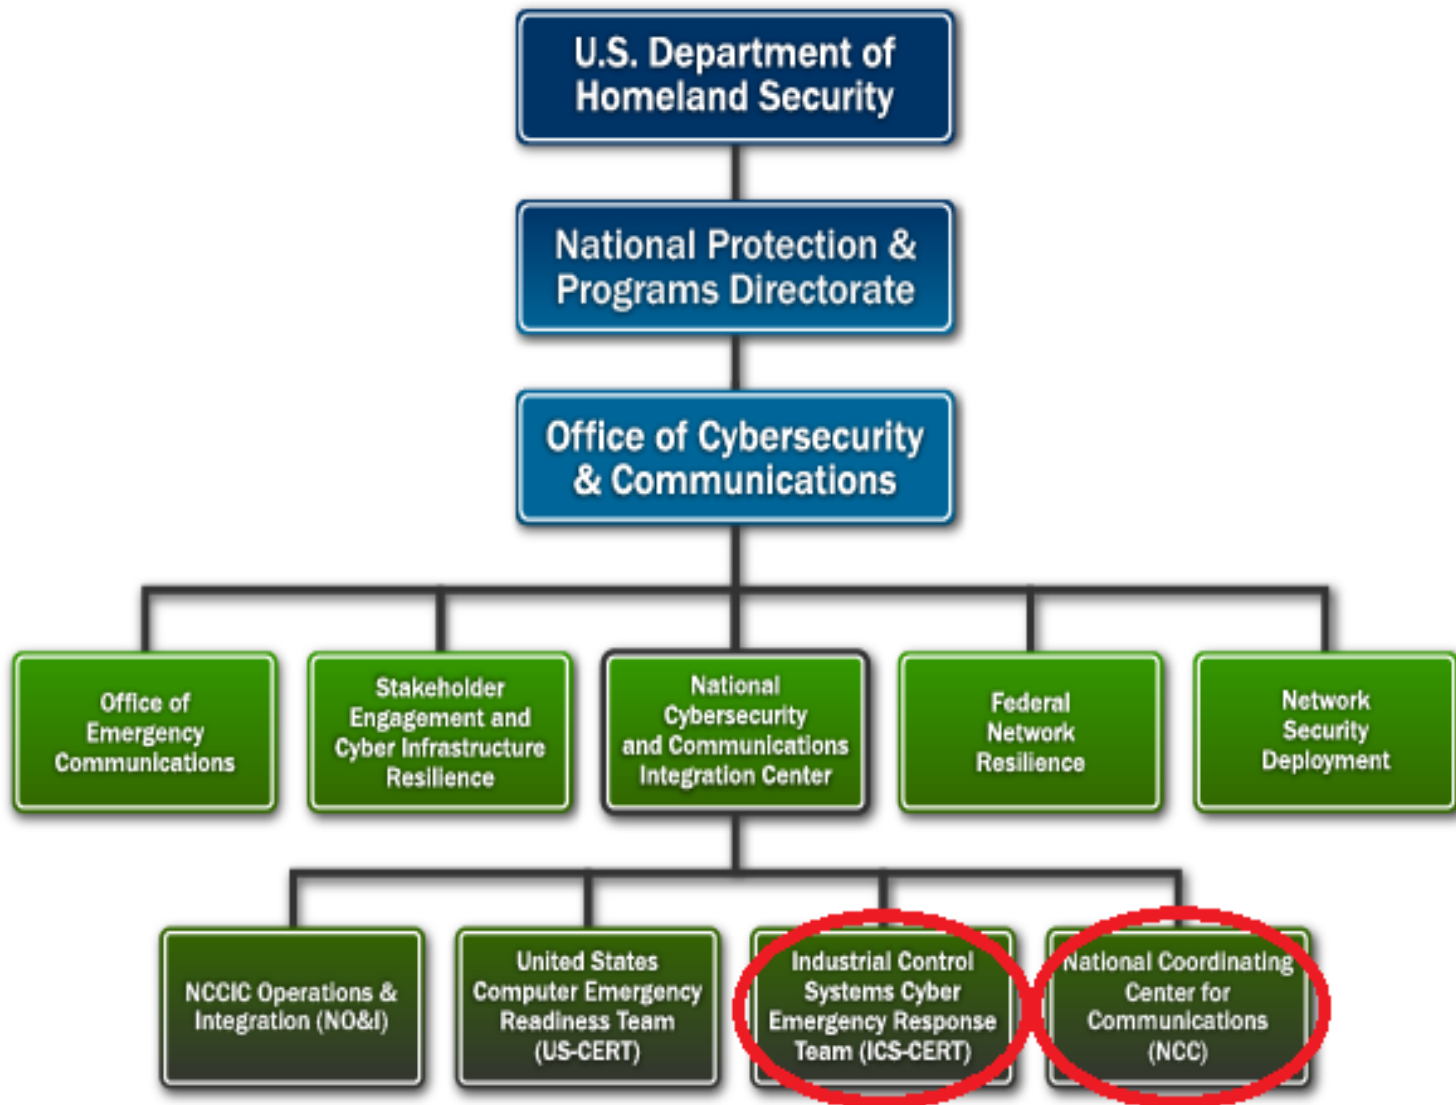 U.S. Department of
Homeland Security
National Protection &
Programs Directorate
Office of Cybersecurity
& Communications
Office of
Emergency
Communications
Stakeholder
Engagement and
Cyber Infrastructure
Resilience
National
Cybersecurity
and Communications
Integration Center
Federal
Network
Resilience
Network
Security
Deployment
NCCIC Operations &
Integration (NO&I)
United States
Computer Emergency
Readiness Team
(US-CERT)
Industrial Control
Systems Cyber
Emergency Response
Team (ICS-CERT)
National Coordinating
Center for
Communications
(NCC)